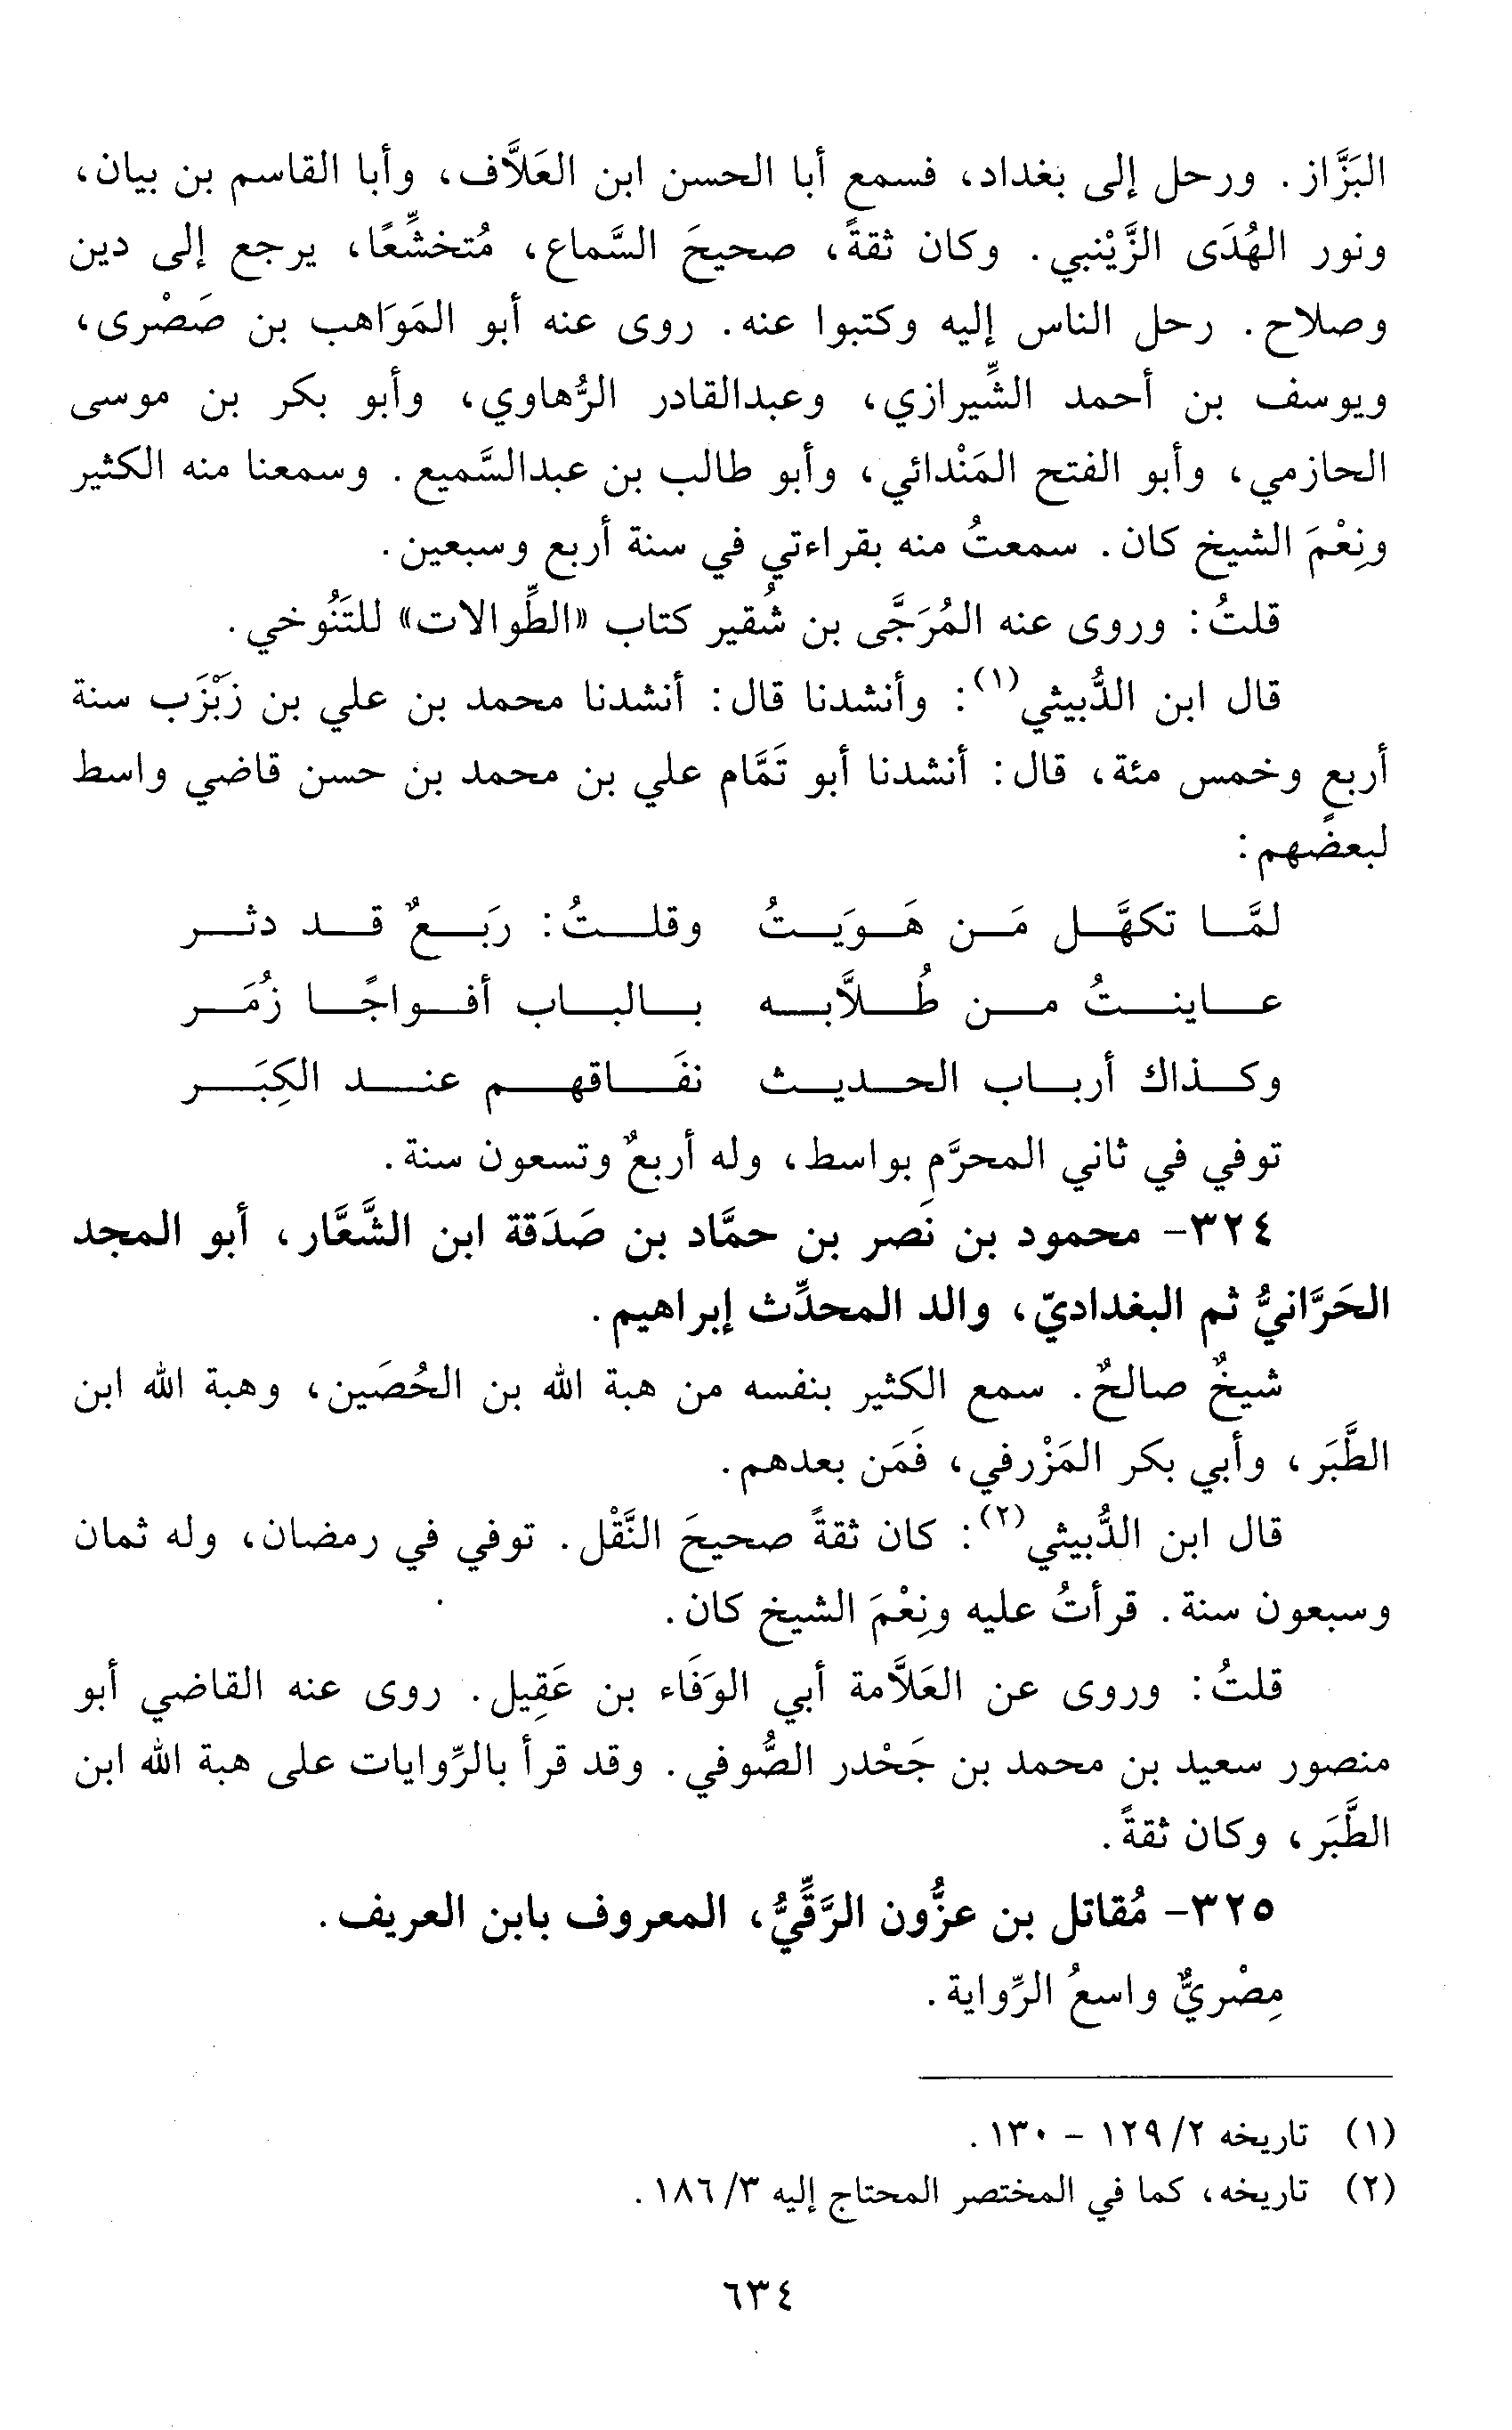 البَزَّاز. ورحل إلى بغداد، فسمع أبا الحسن ابن العَلاَّف، وأبا القاسم بن بيان،
ونور الهُدَى الزَّيْنبي. وكان ثقةً، صحيحَ السَّماع، مُتخشِّعًا، يرجع إلى دين
وصلاح. رحل الناس إليه وكتبوا عنه. روى عنه أبو المَوَاهب بن صَصْرى،
ويوسف بن أحمد الشِّيرازي، وعبدالقادر الرُّهاوي، وأبو بكر بن موسى
الحازمي، وأبو الفتح المَنْدائي، وأبو طالب بن عبدالسَّميع. وسمعنا منه الكثير
ونِعْمَ الشيخ كان. سمعتُ منه بقراءتي في سنة أربع وسبعين.
قلتُ: وروى عنه المُرَجَّى بن شُقير كتاب «الطِّوالات» للتَنُوخي.
قال ابن الدُّبيثي(١): وأنشدنا قال: أنشدنا محمد بن علي بن زَبْزَب سنة
أربع وخمس مئة، قال: أنشدنا أبو تَمَّام علي بن محمد بن حسن قاضي واسط
لبعضهم:
لمَّا تكهَّل مَن هَوَيتُ وقلتُ: رَبَعٌ قد دثر
عاينتُ من طُلاَّبه بالباب أفواجًا زُمَر
وكذاك أرباب الحديث نفَاقهم عند الكِبَر
توفي في ثاني المحرَّم بواسط، وله أربعٌ وتسعون سنة.
٣٢٤- محمود بن نَصر بن حمَّاد بن صَدَقة ابن الشَّعَّار، أبو المجد
الحَرَّانيُّ ثم البغداديّ، والد المحدِّث إبراهيم.
شيخٌ صالحٌ. سمع الكثير بنفسه من هبة الله بن الحُصَين، وهبة الله ابن
الطَّبَر، وأبي بكر المَزْرفي، فَمَن بعدهم.
قال ابن الدُّبيثي(٢): كان ثقةً صحيحَ النَّقْل. توفي في رمضان، وله ثمان
وسبعون سنة. قرأتُ عليه ونِعْمَ الشيخ كان.
قلتُ: وروى عن العَلاَّمة أبي الوَفَاء بن عَقِيل. روى عنه القاضي أبو
منصور سعيد بن محمد بن جَحْدر الصُّوفي. وقد قرأ بالرِّوايات على هبة الله ابن
الطَّبَر، وكان ثقةً.
٣٢٥- مُقاتل بن عزُّون الرَّقِّيُّ، المعروف بابن العريف.
مِصْريٌّ واسعُ الرِّواية.
(١) تاريخه ٢/ ١٢٩ - ١٣٠.
(٢) تاريخه، كما في المختصر المحتاج إليه ٣/ ١٨٦.
٦٣٤